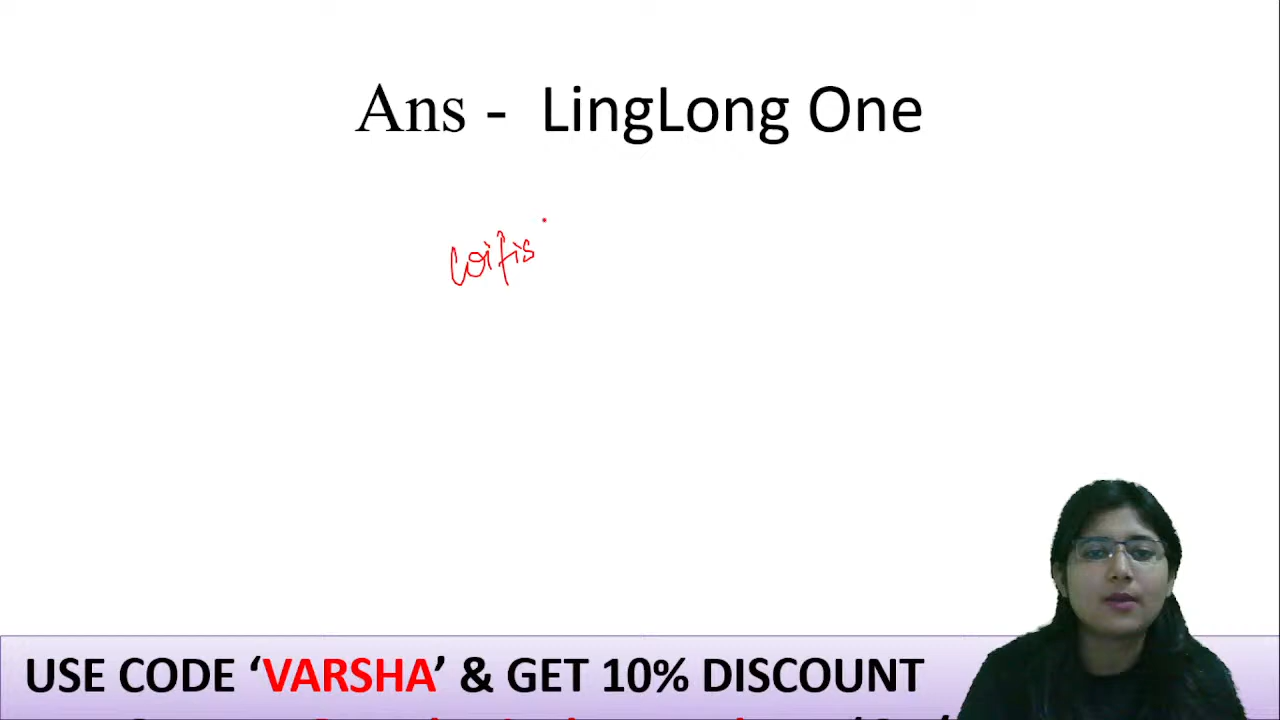 Ans - LingLong One
USE CODE ‘VARSHA’ & GET 10% DISCOUNT